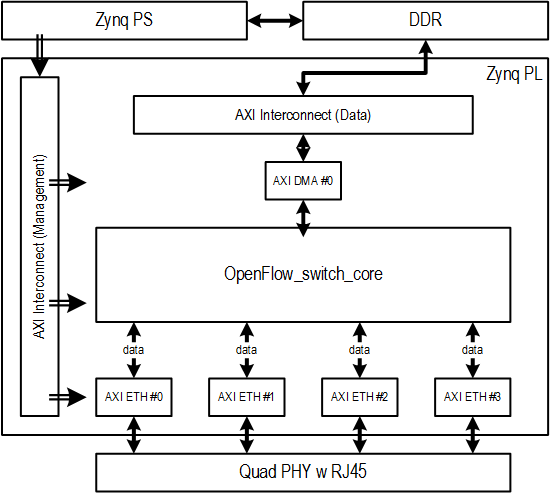 Zynq PS
DDR
Zynq PL
AXI Interconnect (Management)
AXI Interconnect (Data)
AXI DMA #0
OpenFlow_switch_core
data
data
data
data
AXI ETH #0
AXI ETH #1
AXI ETH #2
AXI ETH #3
Quad PHY w RJ45